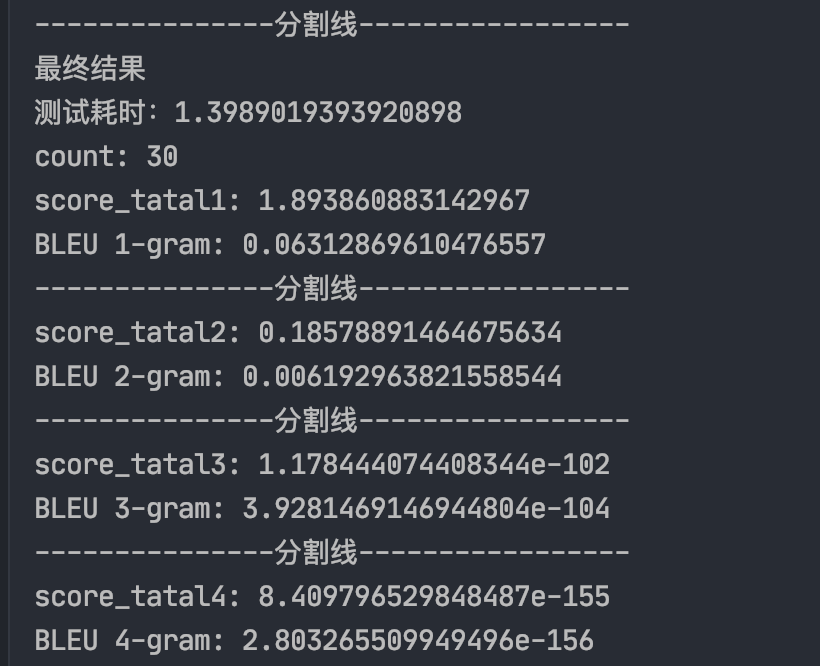 ---------------分割线-----------------
最终结果
测试耗时：1.3989019393920898
count: 30
score_tatal1: 1.893860883142967
BLEU 1-gram: 0.06312869610476557
---------------分割线-----------------
score_tatal2: 0.18578891464675634
BLEU 2-gram: 0.006192963821558544
---------------分割线-----------------
score_tatal3: 1.178444074408344e-102
BLEU 3-gram: 3.9281469146944804e-104
---------------分割线-----------------
score_tatal4: 8.409796529848487e-155
BLEU 4-gram: 2.803265509949496e-156